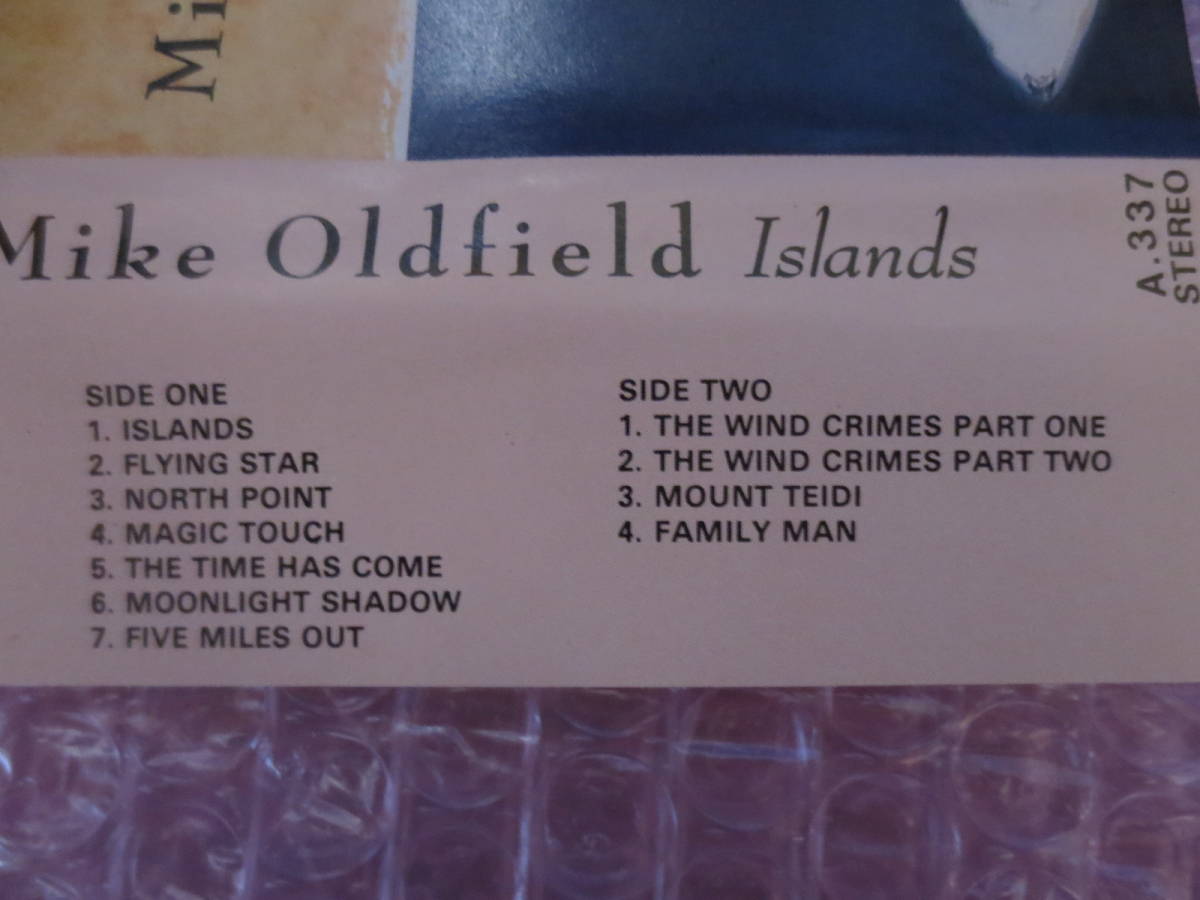 Mi
Mike Oldfield Islands
A.337
STEREO
SIDE ONE
1. ISLANDS
2. FLYING STAR
3. NORTH POINT
4. MAGIC TOUCH
5. THE TIME HAS COME
6. MOONLIGHT SHADOW
7. FIVE MILES OUT
SIDE TWO
1. THE WIND CRIMES PART ONE
2. THE WIND CRIMES PART TWO
3. MOUNT TEIDI
4. FAMILY MAN